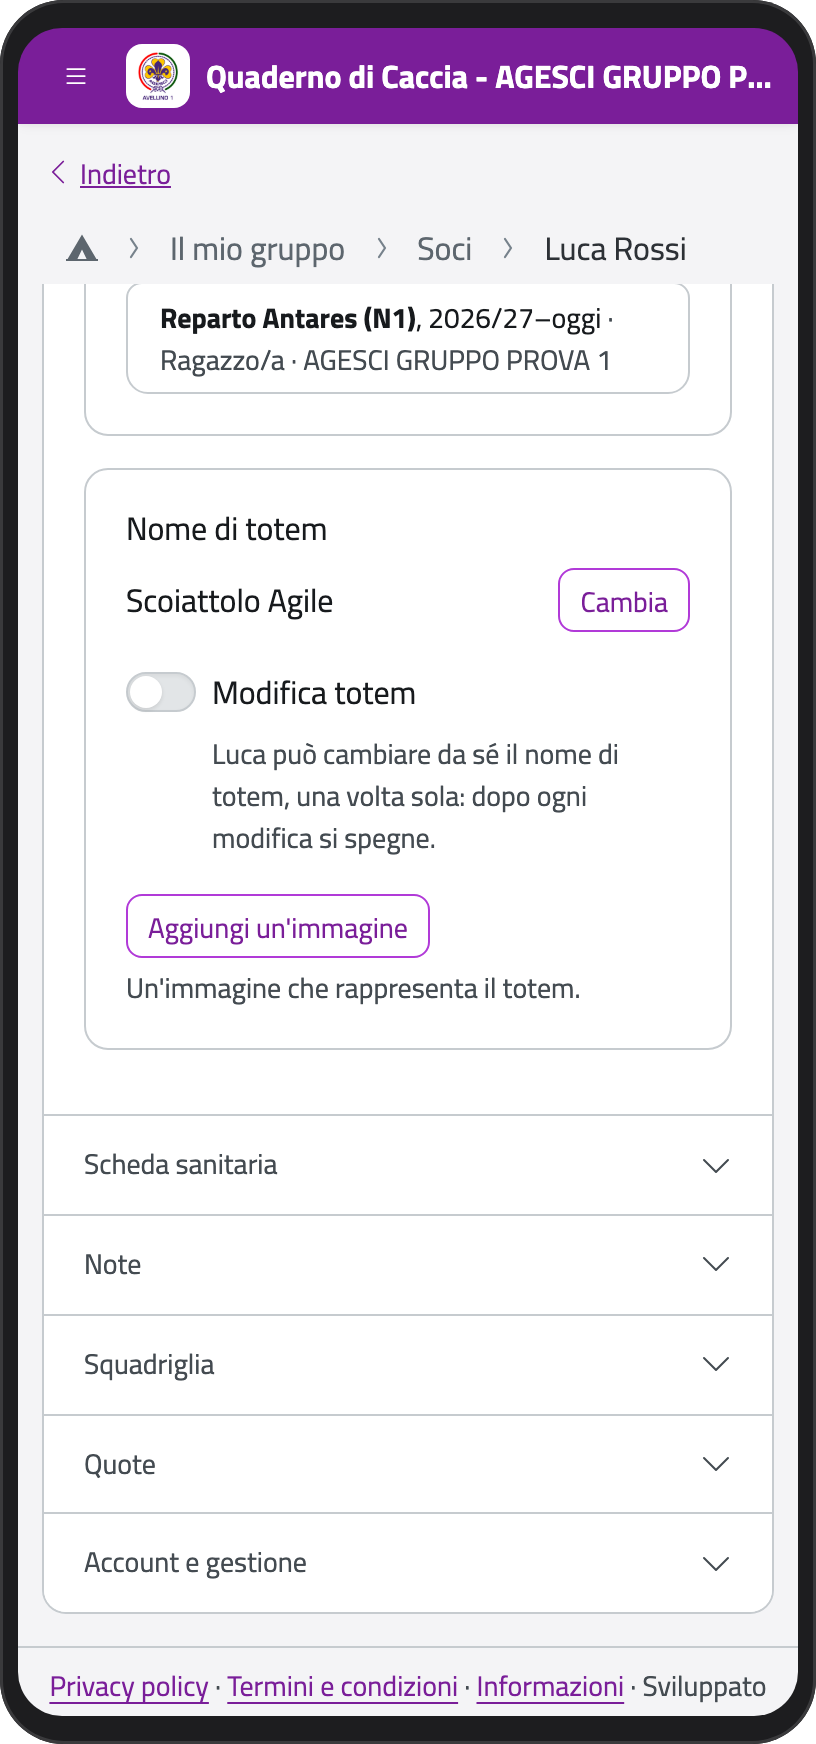 AVELLINO 1
Quaderno di Caccia - AGESCI GRUPPO P...
Indietro
Il mio gruppo
Soci
Luca Rossi
Reparto Antares (N1), 2026/27–oggi ·
Ragazzo/a · AGESCI GRUPPO PROVA 1
Nome di totem
Scoiattolo Agile
Cambia
Modifica totem
Luca può cambiare da sé il nome di
totem, una volta sola: dopo ogni
modifica si spegne.
Aggiungi un'immagine
Un'immagine che rappresenta il totem.
Scheda sanitaria
Note
Squadriglia
Quote
Account e gestione
Privacy policy · Termini e condizioni · Informazioni · Sviluppato